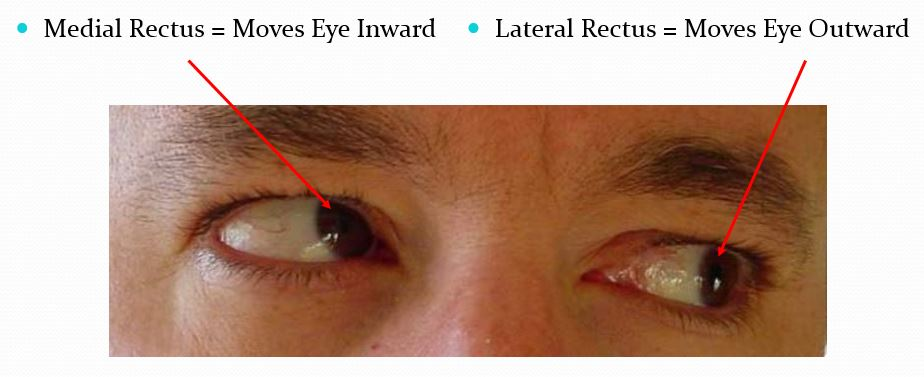 Medial Rectus = Moves Eye Inward
Lateral Rectus = Moves Eye Outward